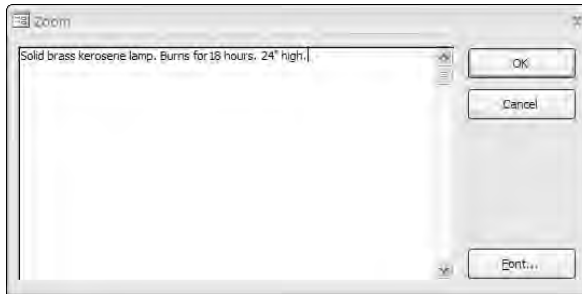 Zoom
Solid brass kerosene lamp. Burns for 18 hours. 24" high.
OK
Cancel
Font...